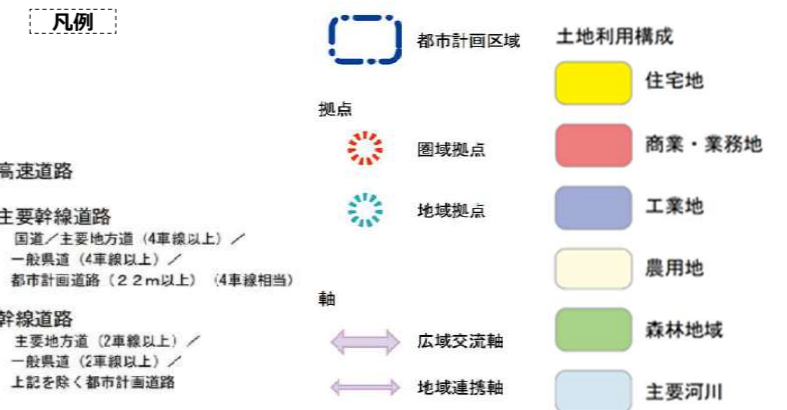 凡例
高速道路
主要幹線道路
国道／主要地方道（4車線以上）／
一般県道（4車線以上）／
都市計画道路（２２m以上）（4車線相当）
幹線道路
主要地方道（2車線以上）／
一般県道（2車線以上）／
上記を除く都市計画道路
都市計画区域
拠点
圏域拠点
地域拠点
軸
広域交流軸
地域連携軸
土地利用構成
住宅地
商業・業務地
工業地
農用地
森林地域
主要河川